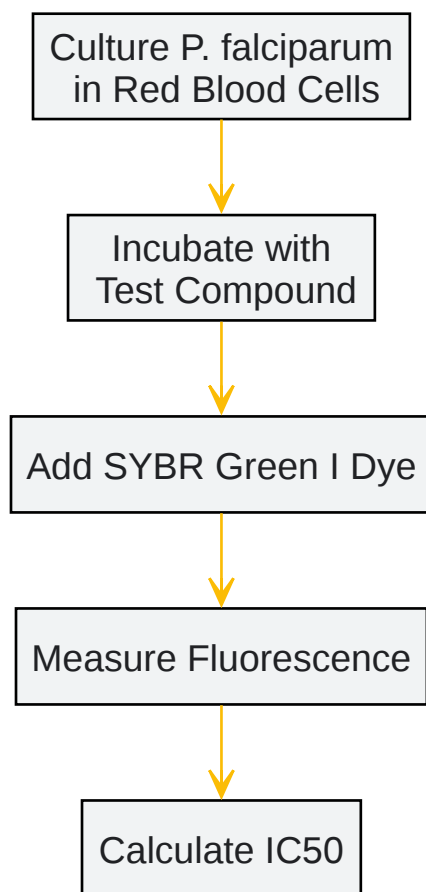 Culture P. falciparum
in Red Blood Cells
Incubate with
Test Compound
Add SYBR Green I Dye
Measure Fluorescence
Calculate IC50